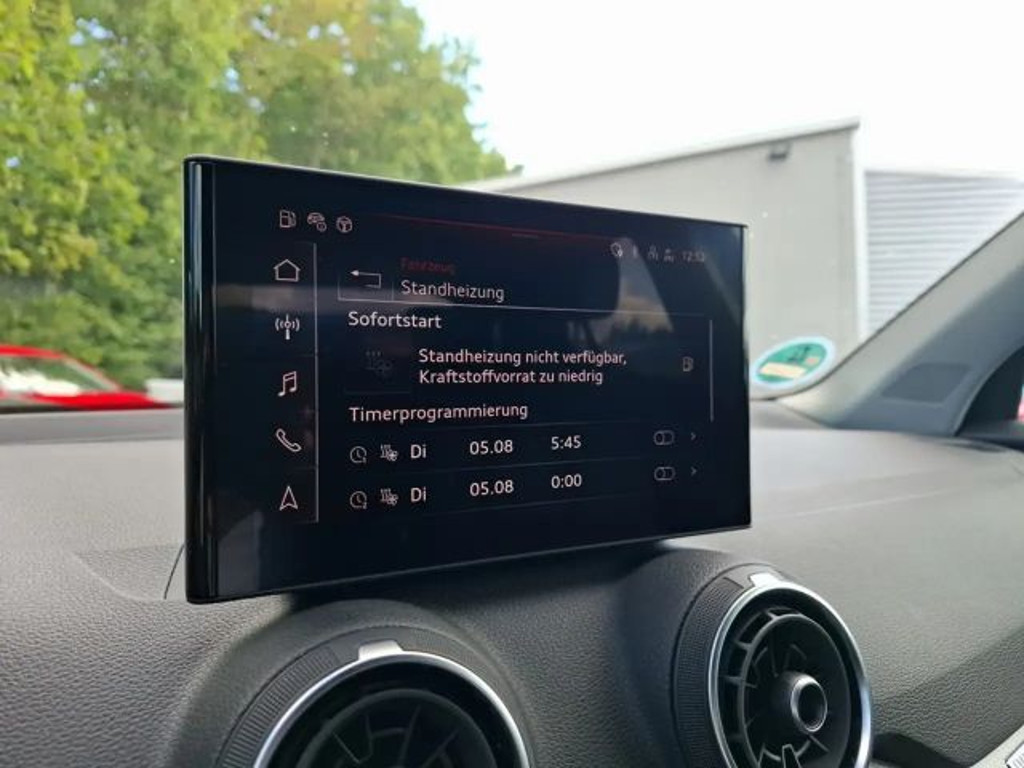 12:53
Fahrzeug
Standheizung
Sofortstart
Standheizung nicht verfügbar,
Kraftstoffvorrat zu niedrig
Timerprogrammierung
Di 05.08 5:45
Di 05.08 0:00